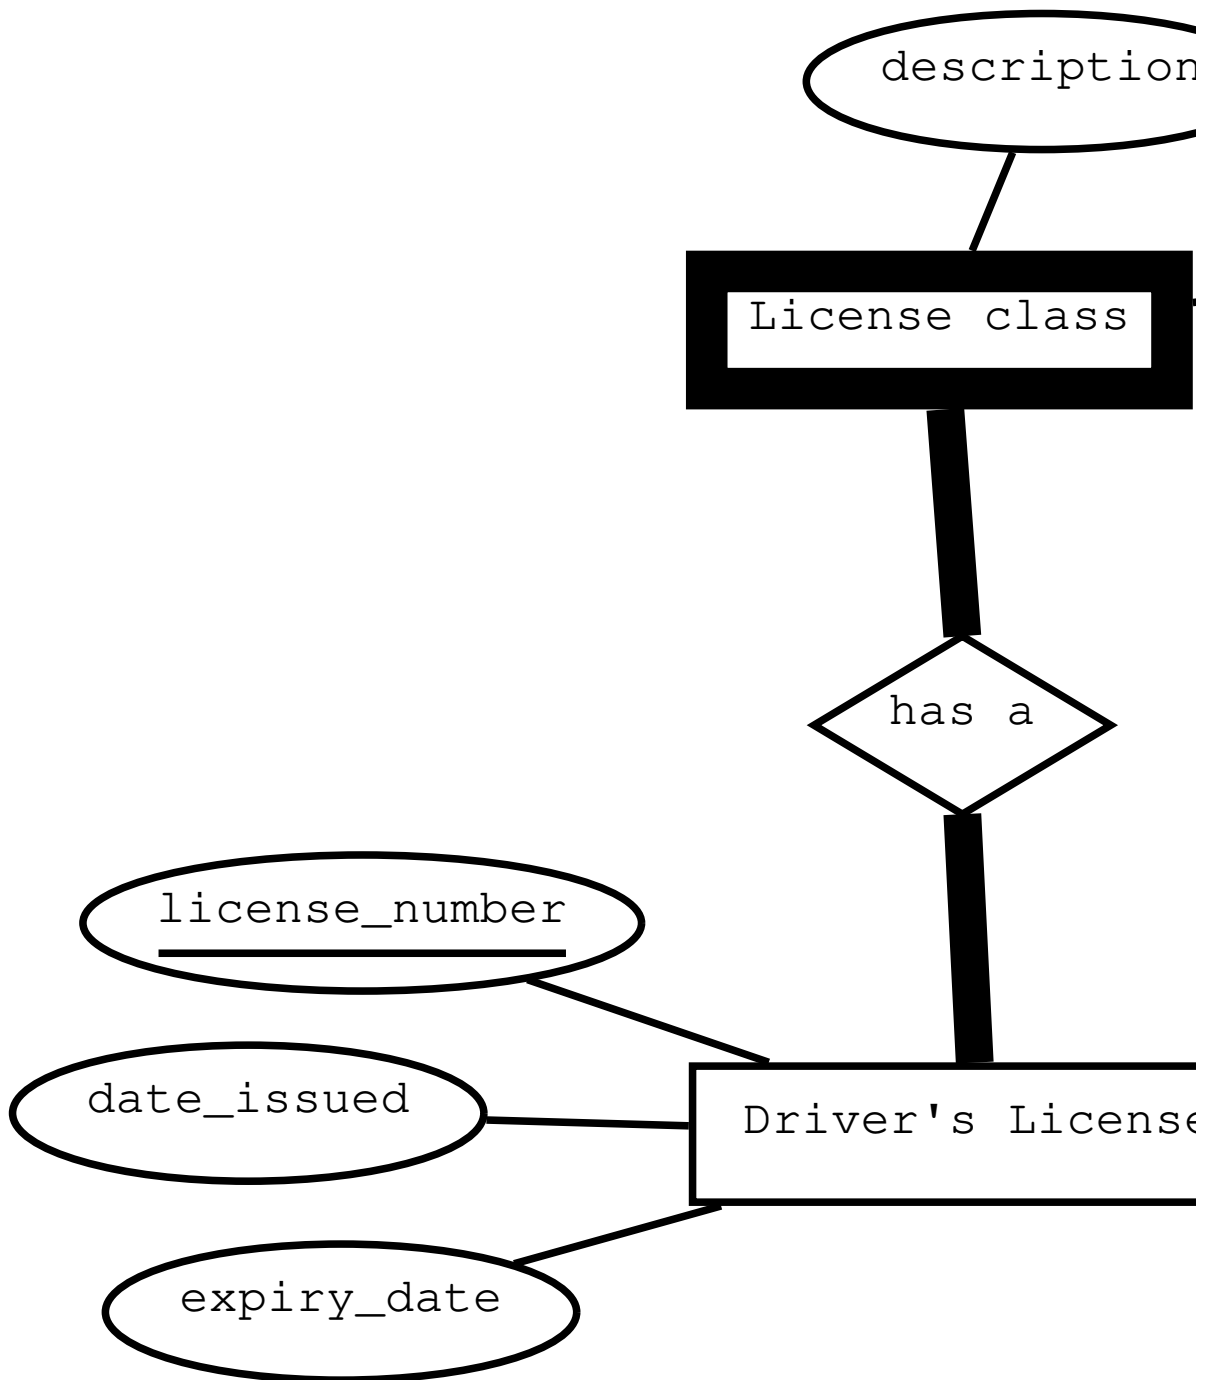 description
License class
has a
license_number
date_issued
Driver's License
expiry_date